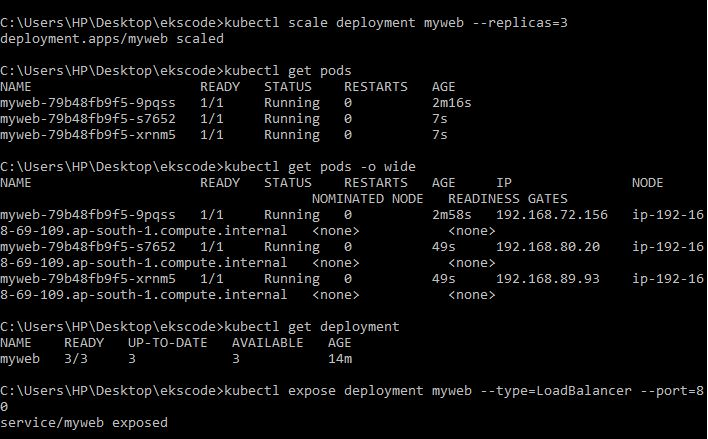 C:\Users\HP\Desktop\ekscode>kubectl scale deployment myweb --replicas=3
deployment.apps/myweb scaled
C:\Users\HP\Desktop\ekscode>kubectl get pods
NAME READY STATUS RESTARTS AGE
myweb-79b48fb9f5-9pqss 1/1 Running 0 2m16s
myweb-79b48fb9f5-s7652 1/1 Running 0 7s
myweb-79b48fb9f5-xrnm5 1/1 Running 0 7s
C:\Users\HP\Desktop\ekscode>kubectl get pods -o wide
NAME READY STATUS RESTARTS AGE IP NODE
NOMINATED NODE READINESS GATES
myweb-79b48fb9f5-9pqss 1/1 Running 0 2m58s 192.168.72.156 ip-192-16
8-69-109.ap-south-1.compute.internal <none> <none>
myweb-79b48fb9f5-s7652 1/1 Running 0 49s 192.168.80.20 ip-192-16
8-69-109.ap-south-1.compute.internal <none> <none>
myweb-79b48fb9f5-xrnm5 1/1 Running 0 49s 192.168.89.93 ip-192-16
8-69-109.ap-south-1.compute.internal <none> <none>
C:\Users\HP\Desktop\ekscode>kubectl get deployment
NAME READY UP-TO-DATE AVAILABLE AGE
myweb 3/3 3 3 14m
C:\Users\HP\Desktop\ekscode>kubectl expose deployment myweb --type=LoadBalancer --port=8
0
service/myweb exposed